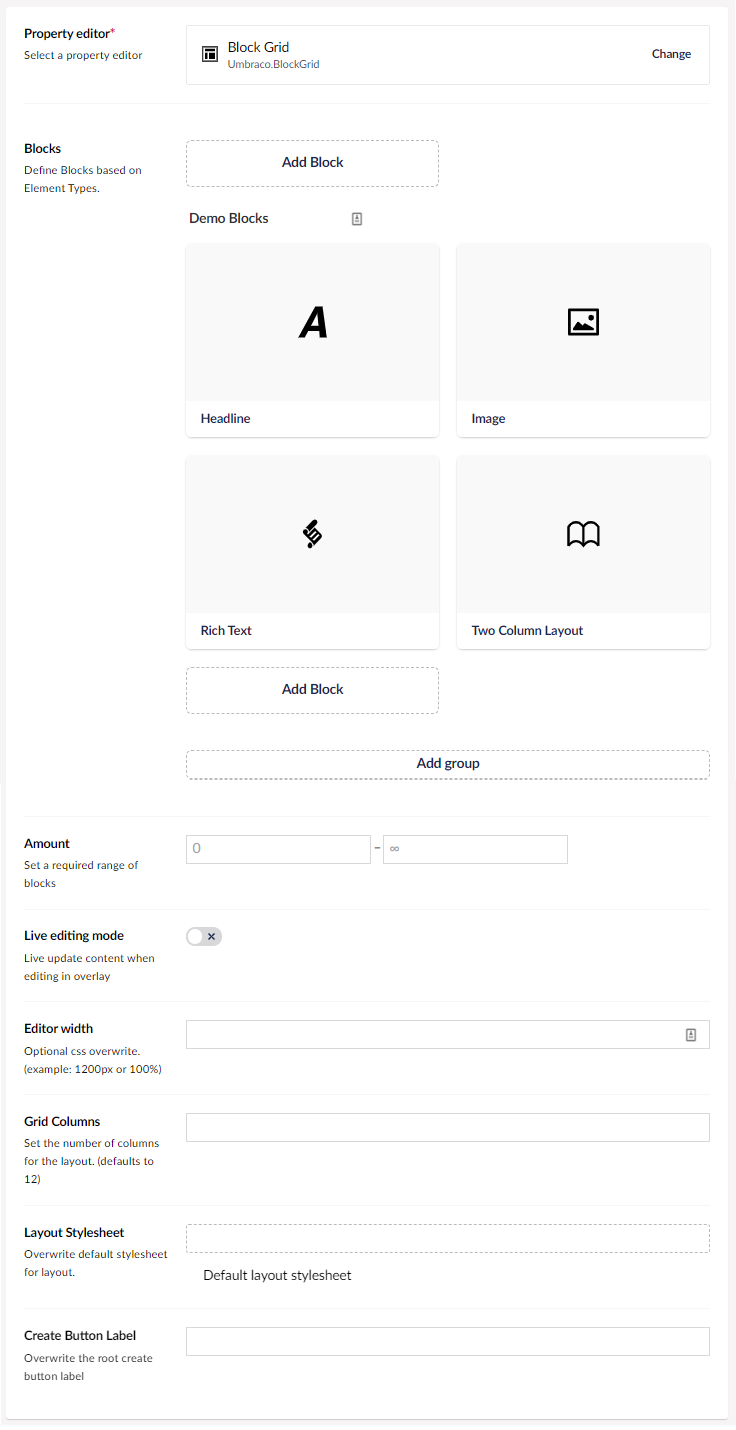 Property editor*
Select a property editor
Block Grid
Umbraco.BlockGrid
Change
Blocks
Define Blocks based on
Element Types.
Add Block
Demo Blocks
Headline
Image
Rich Text
Two Column Layout
Add Block
Add group
Amount
Set a required range of
blocks
0 - ∞
Live editing mode
Live update content when
editing in overlay
Editor width
Optional css overwrite.
(example: 1200px or 100%)
Grid Columns
Set the number of columns
for the layout. (defaults to
12)
Layout Stylesheet
Overwrite default stylesheet
for layout.
Default layout stylesheet
Create Button Label
Overwrite the root create
button label